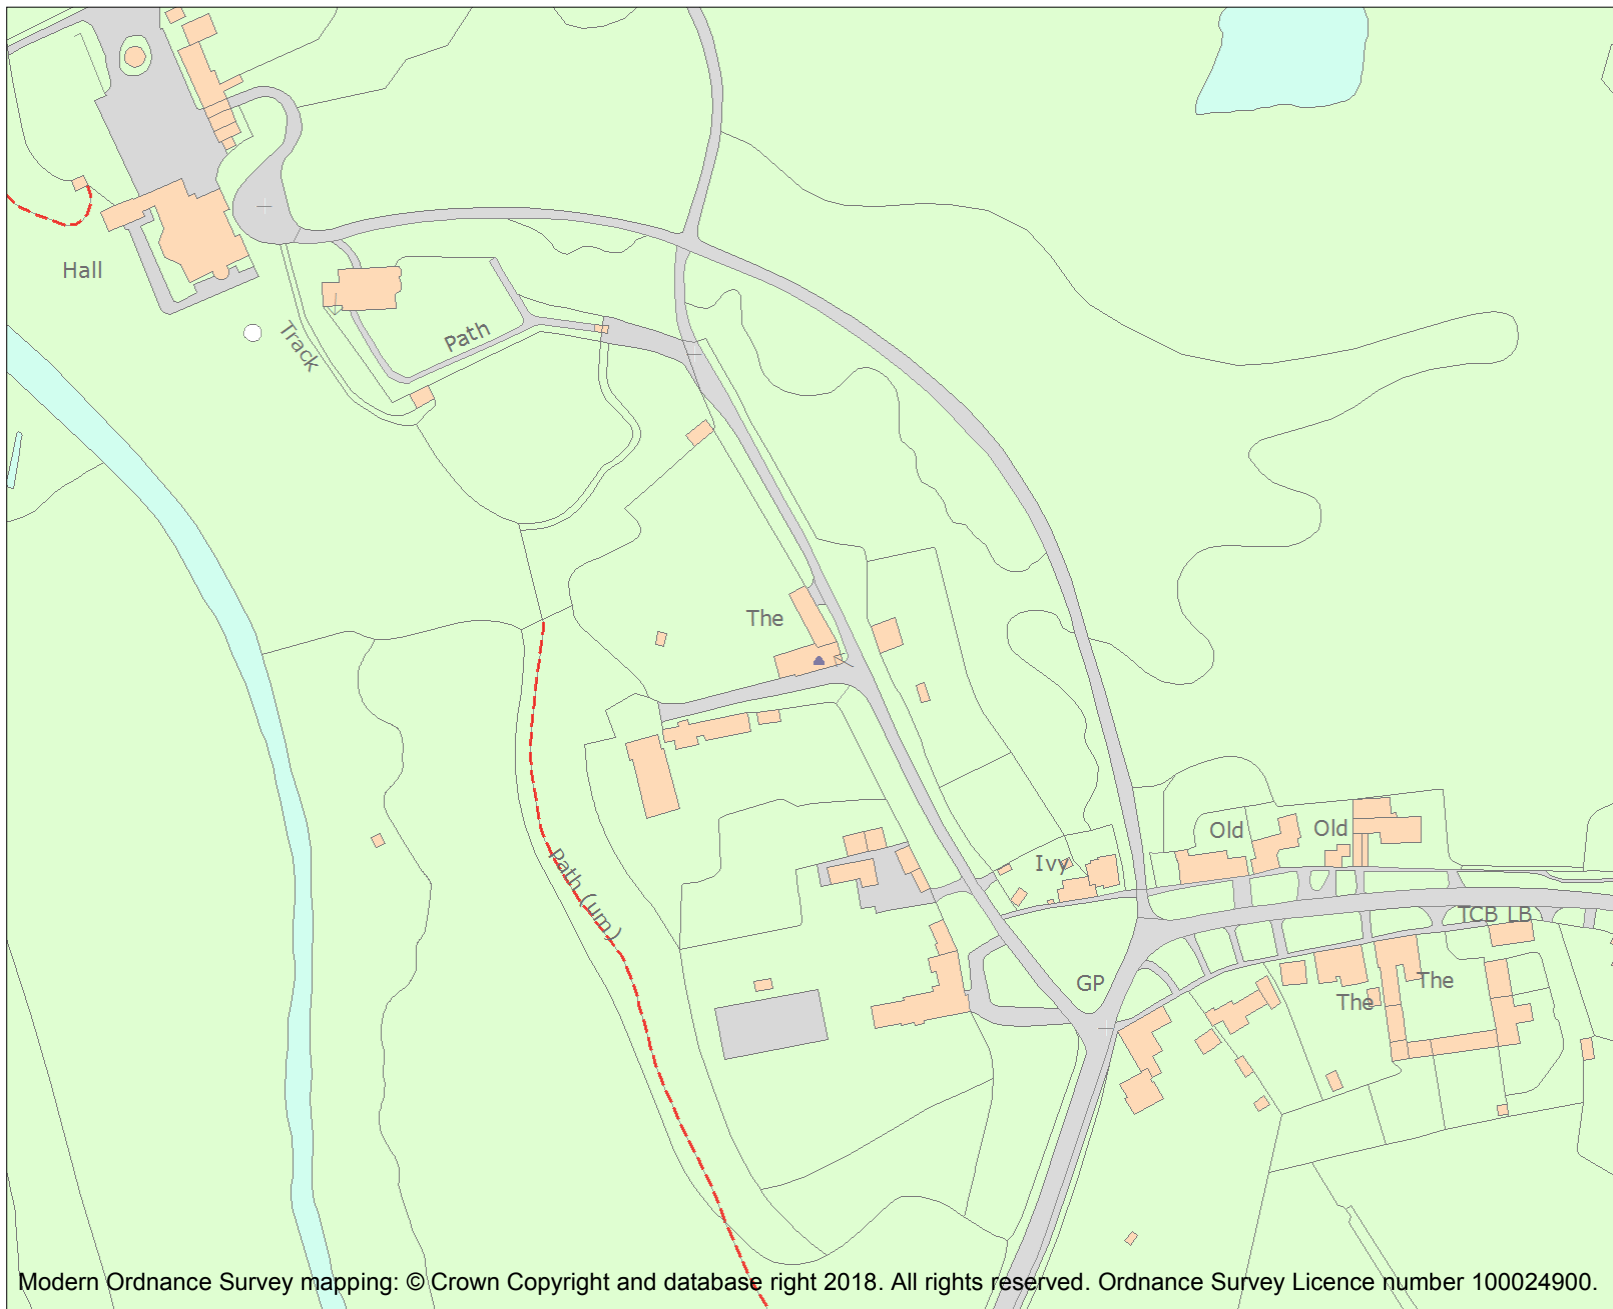 Hall
Track
Path
The
Path (um)
Old
Old
Ivy
TCB LB
GP
The
The
Modern Ordnance Survey mapping: © Crown Copyright and database right 2018. All rights reserved. Ordnance Survey Licence number 100024900.